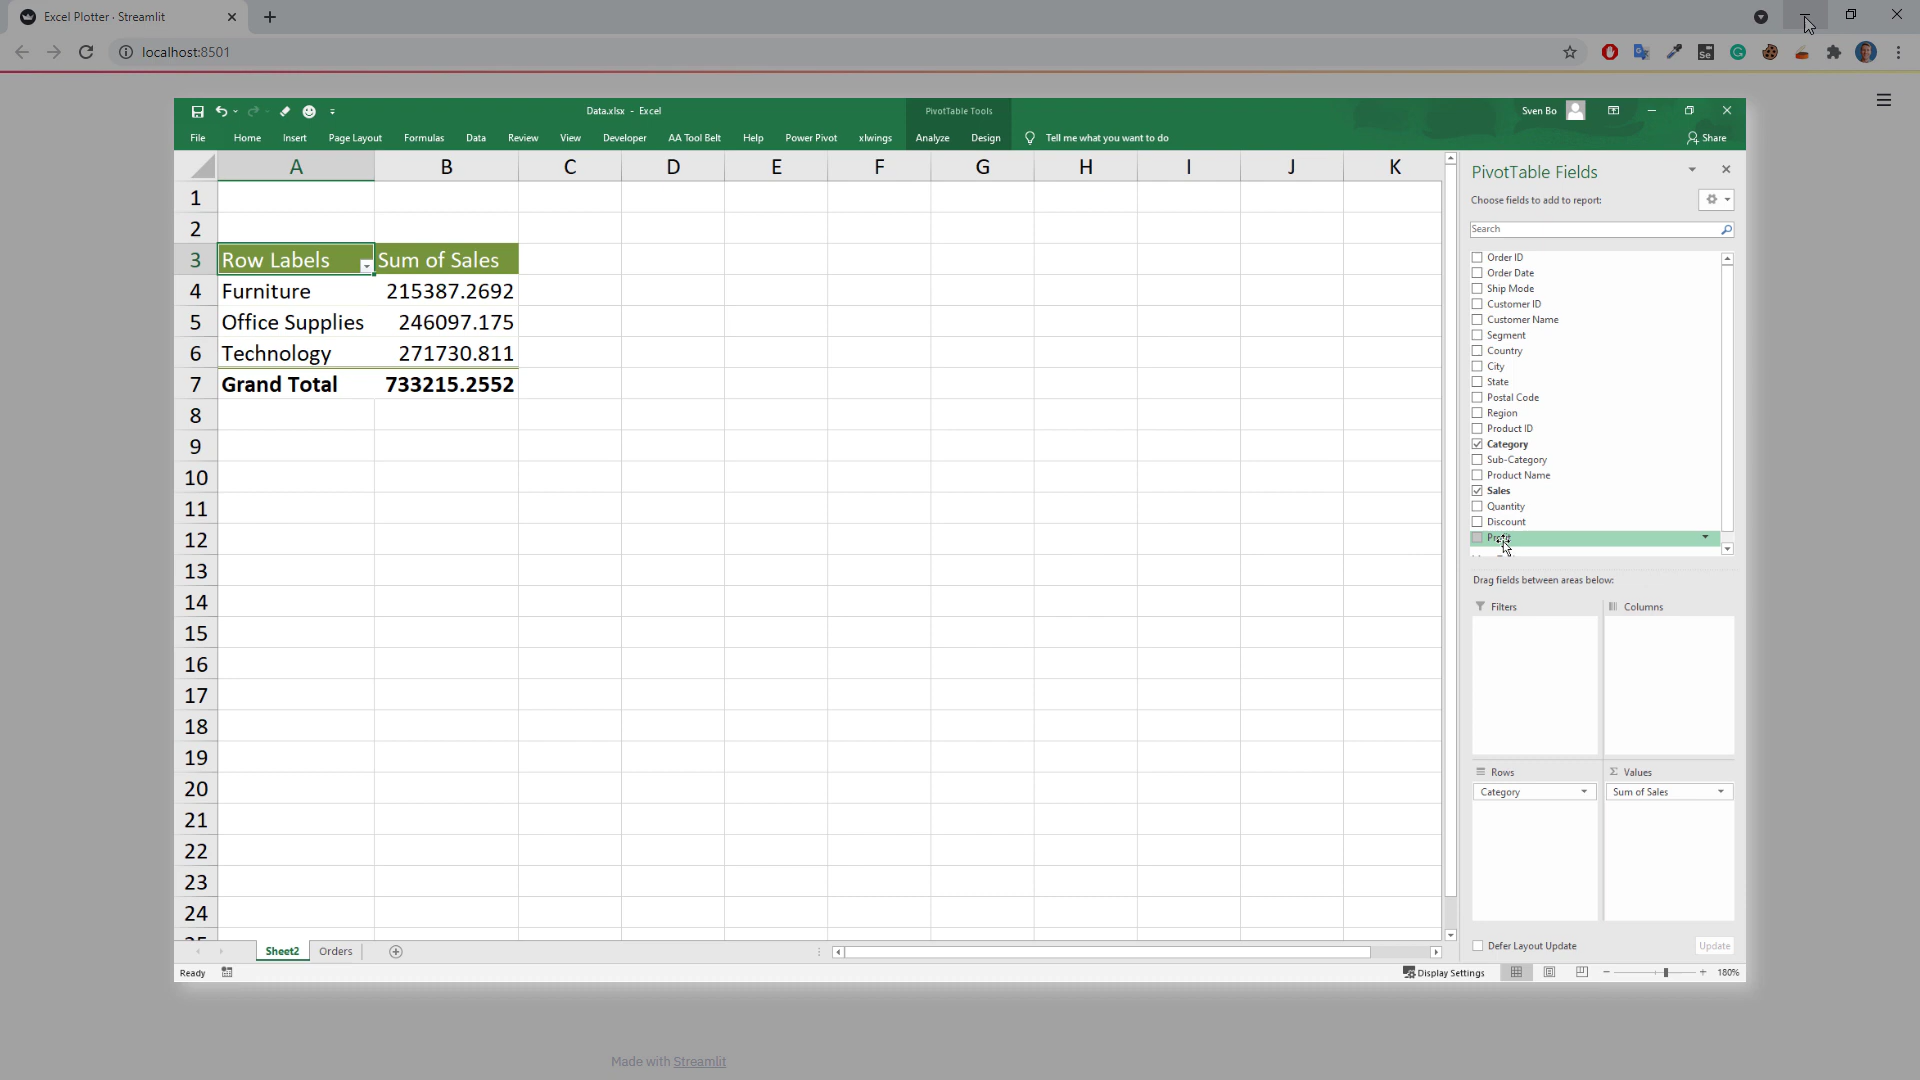 Excel Plotter · Streamlit
localhost:8501
Data.xlsx - Excel
PivotTable Tools
Sven Bo
File Home Insert Page Layout Formulas Data Review View Developer AA Tool Belt Help Power Pivot xlwings Analyze Design Tell me what you want to do Share
A B C D E F G H I J K
1
2
3 Row Labels Sum of Sales
4 Furniture 215387.2692
5 Office Supplies 246097.175
6 Technology 271730.811
7 Grand Total 733215.2552
8
9
10
11
12
13
14
15
16
17
18
19
20
21
22
23
24
PivotTable Fields
Choose fields to add to report:
Search
Order ID
Order Date
Ship Mode
Customer ID
Customer Name
Segment
Country
City
State
Postal Code
Region
Product ID
Category
Sub-Category
Product Name
Sales
Quantity
Discount
Profit
Drag fields between areas below:
Filters Columns
Rows Σ Values
Category Sum of Sales
Defer Layout Update Update
Sheet2 Orders
Ready Display Settings 180%
Made with Streamlit